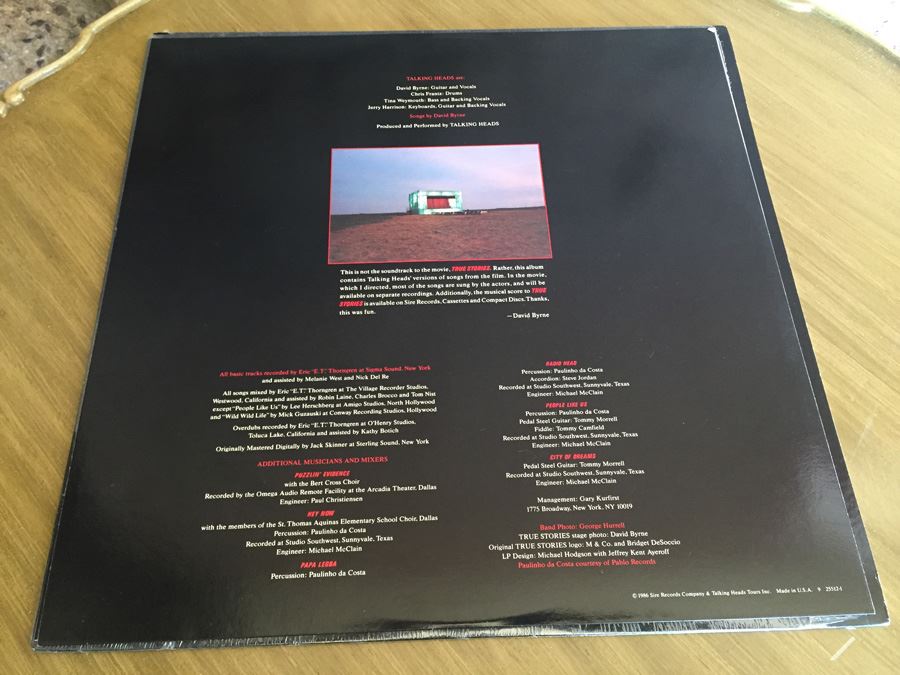 TALKING HEADS are:
David Byrne: Guitar and Vocals
Chris Frantz: Drums
Tina Weymouth: Bass and Backing Vocals
Jerry Harrison: Keyboards, Guitar and Backing Vocals
Songs by David Byrne
Produced and Performed by TALKING HEADS
This is not the soundtrack to the movie, TRUE STORIES. Rather, this album
contains Talking Heads' versions of songs from the film. In the movie,
which I directed, most of the songs are sung by the actors, and will be
available on separate recordings. Additionally, the musical score to TRUE
STORIES is available on Sire Records, Cassettes and Compact Discs. Thanks,
this was fun.
—David Byrne
All basic tracks recorded by Eric "E.T." Thorngren at Sigma Sound, New York
and assisted by Melanie West and Nick Del Re
All songs mixed by Eric "E.T." Thorngren at The Village Recorder Studios,
Westwood, California and assisted by Robin Laine, Charles Brocco and Tom Nist
except "People Like Us" by Lee Herschberg at Amigo Studios, North Hollywood
and "Wild Wild Life" by Mick Guzauski at Conway Recording Studios, Hollywood
Overdubs recorded by Eric "E.T." Thorngren at O'Henry Studios,
Toluca Lake, California and assisted by Kathy Botich
Originally Mastered Digitally by Jack Skinner at Sterling Sound, New York
ADDITIONAL MUSICIANS AND MIXERS
PUZZLIN' EVIDENCE
with the Bert Cross Choir
Recorded by the Omega Audio Remote Facility at the Arcadia Theater, Dallas
Engineer: Paul Christensen
HEY NOW
with the members of the St. Thomas Aquinas Elementary School Choir, Dallas
Percussion: Paulinho da Costa
Recorded at Studio Southwest, Sunnyvale, Texas
Engineer: Michael McClain
PAPA LEGBA
Percussion: Paulinho da Costa
RADIO HEAD
Percussion: Paulinho da Costa
Accordion: Steve Jordan
Recorded at Studio Southwest, Sunnyvale, Texas
Engineer: Michael McClain
PEOPLE LIKE US
Percussion: Paulinho da Costa
Pedal Steel Guitar: Tommy Morrell
Fiddle: Tommy Camfield
Recorded at Studio Southwest, Sunnyvale, Texas
Engineer: Michael McClain
CITY OF DREAMS
Pedal Steel Guitar: Tommy Morrell
Recorded at Studio Southwest, Sunnyvale, Texas
Engineer: Michael McClain
Management: Gary Kurfirst
1775 Broadway, New York, NY 10019
Band Photo: George Hurrell
TRUE STORIES stage photo: David Byrne
Original TRUE STORIES logo: M & Co. and Bridget DeSoccio
LP Design: Michael Hodgson with Jeffrey Kent Ayeroff
Paulinho da Costa courtesy of Pablo Records
© 1986 Sire Records Company & Talking Heads Tours Inc. Made in U.S.A. 9 25512-1